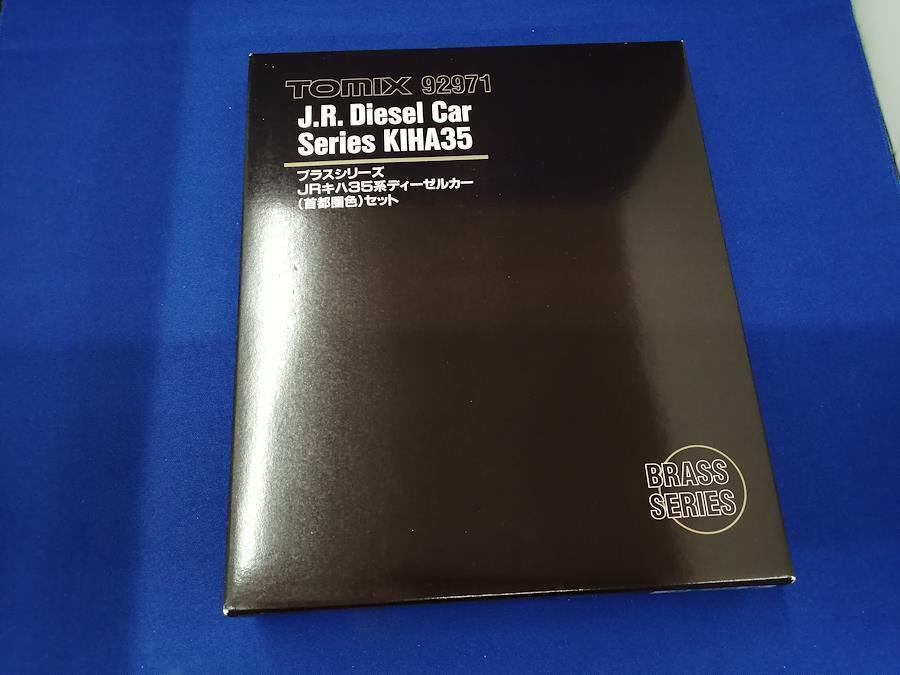 TOMIX 92971
J.R. Diesel Car
Series KIHA35
ブラスシリーズ
JRキハ35系ディーゼルカー
(首都圏色)セット
BRASS
SERIES